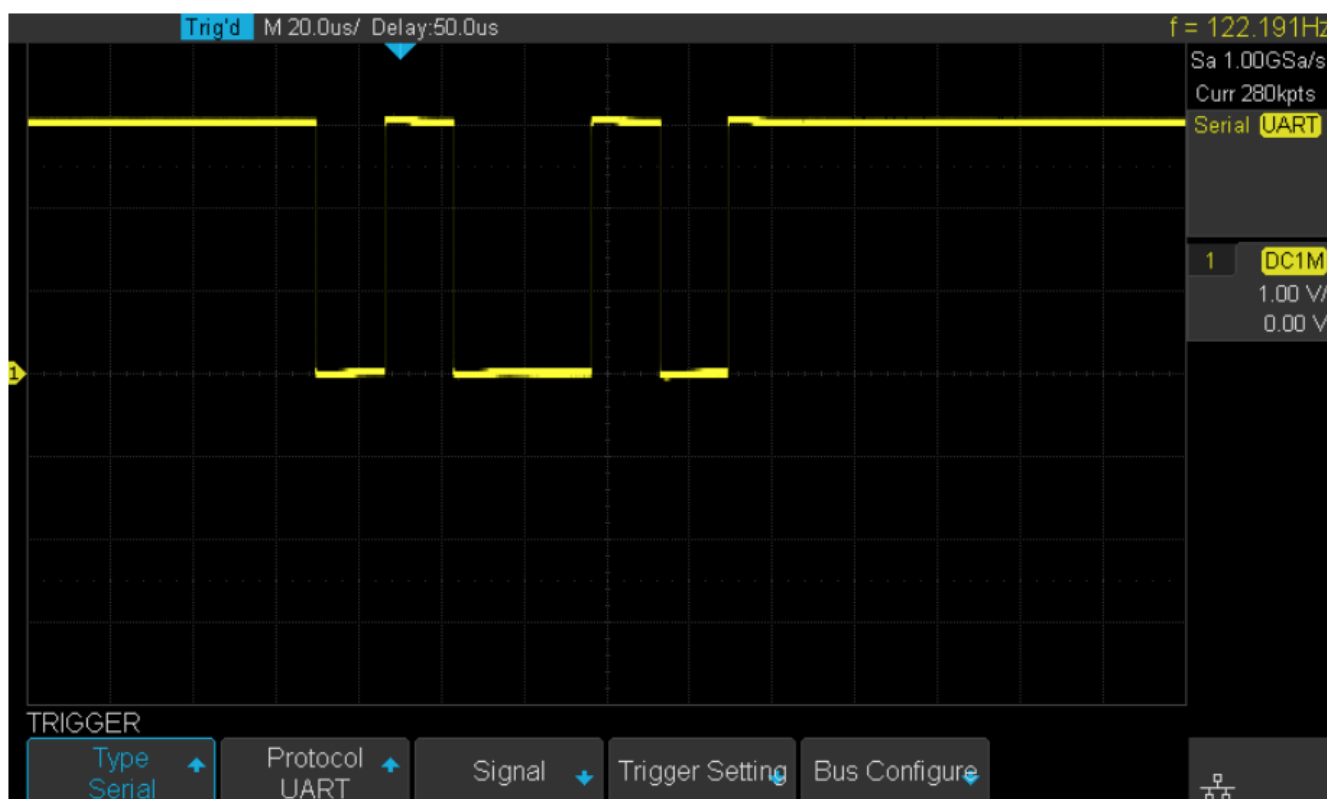 Trig'd M 20.0us/ Delay:50.0us f = 122.191Hz
Sa 1.00GSa/s
Curr 280kpts
Serial UART
1 DC1M
1.00 V/
0.00 V
1
TRIGGER
Type Serial
Protocol UART
Signal
Trigger Setting
Bus Configure